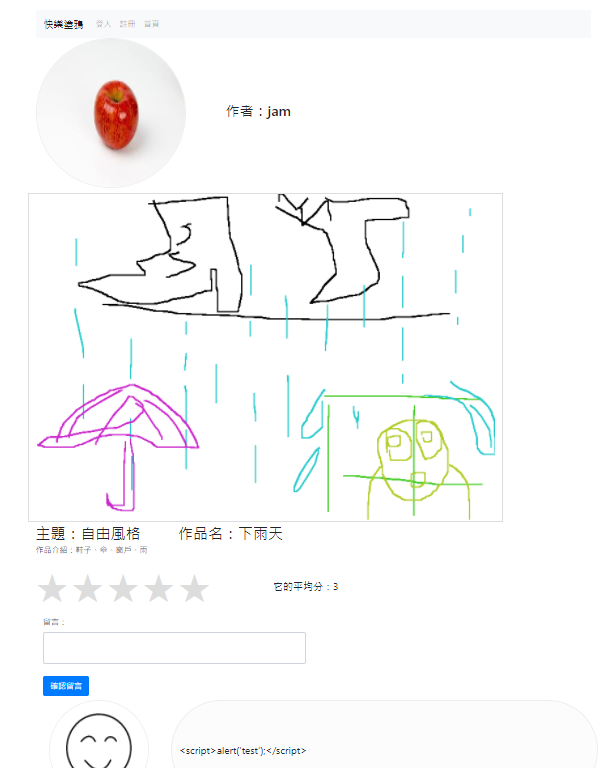 快樂塗鴉 登入 註冊 首頁
作者：jam
主題：自由風格 作品名：下雨天
作品介紹：鞋子、傘、窗戶、雨
它的平均分：3
留言：
確認留言
<script>alert('test');</script>